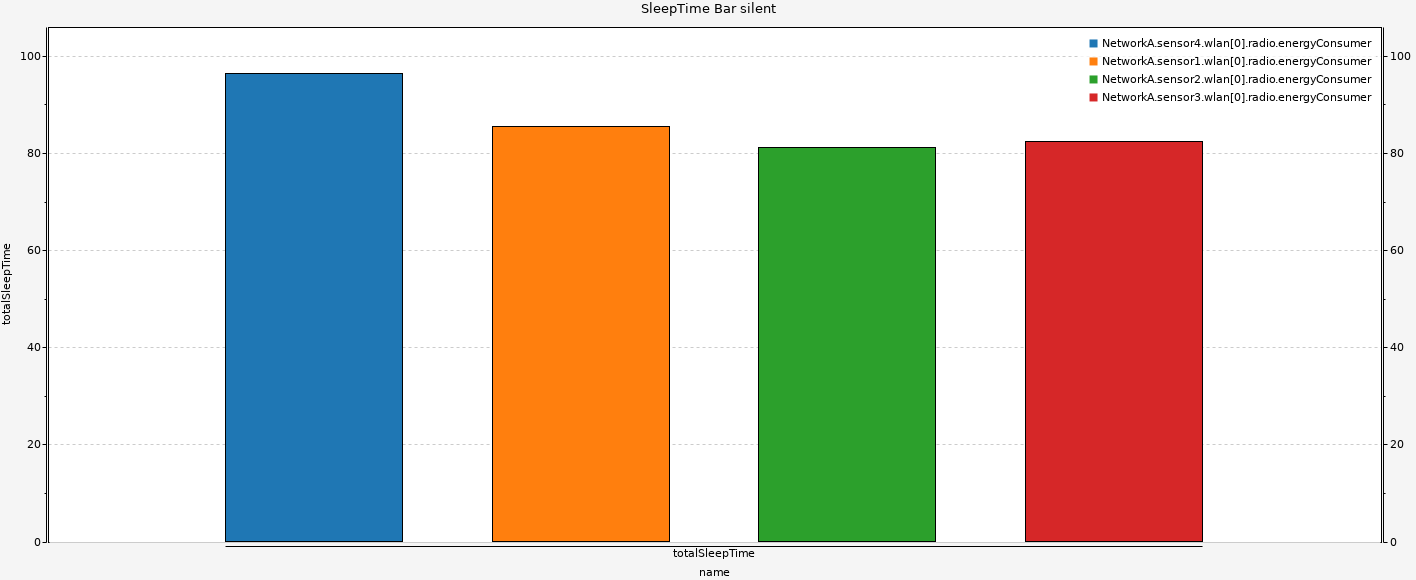 SleepTime Bar silent
NetworkA.sensor4.wlan[0].radio.energyConsumer
NetworkA.sensor1.wlan[0].radio.energyConsumer
NetworkA.sensor2.wlan[0].radio.energyConsumer
NetworkA.sensor3.wlan[0].radio.energyConsumer
100
80
60
40
20
0
totalSleepTime
100
80
60
40
20
0
totalSleepTime
name